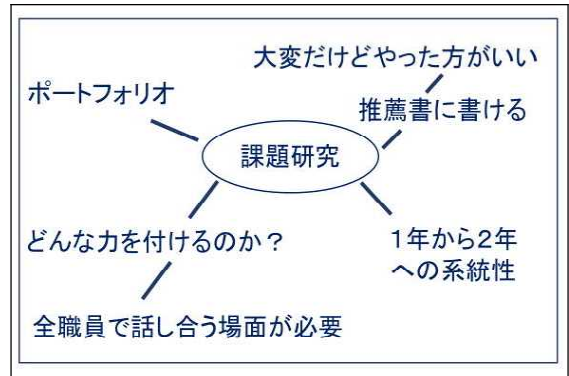 大変だけどやった方がいい
ポートフォリオ
推薦書に書ける
課題研究
どんな力を付けるのか？
1年から2年
への系統性
全職員で話し合う場面が必要